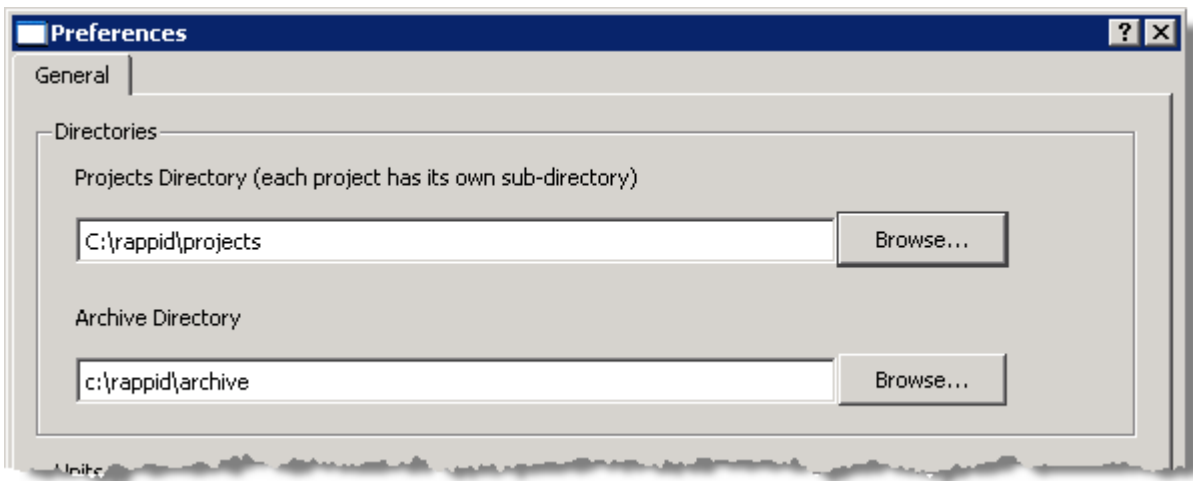 Preferences
General
Directories
Projects Directory (each project has its own sub-directory)
C:\rappid\projects
Browse...
Archive Directory
c:\rappid\archive
Browse...
Units